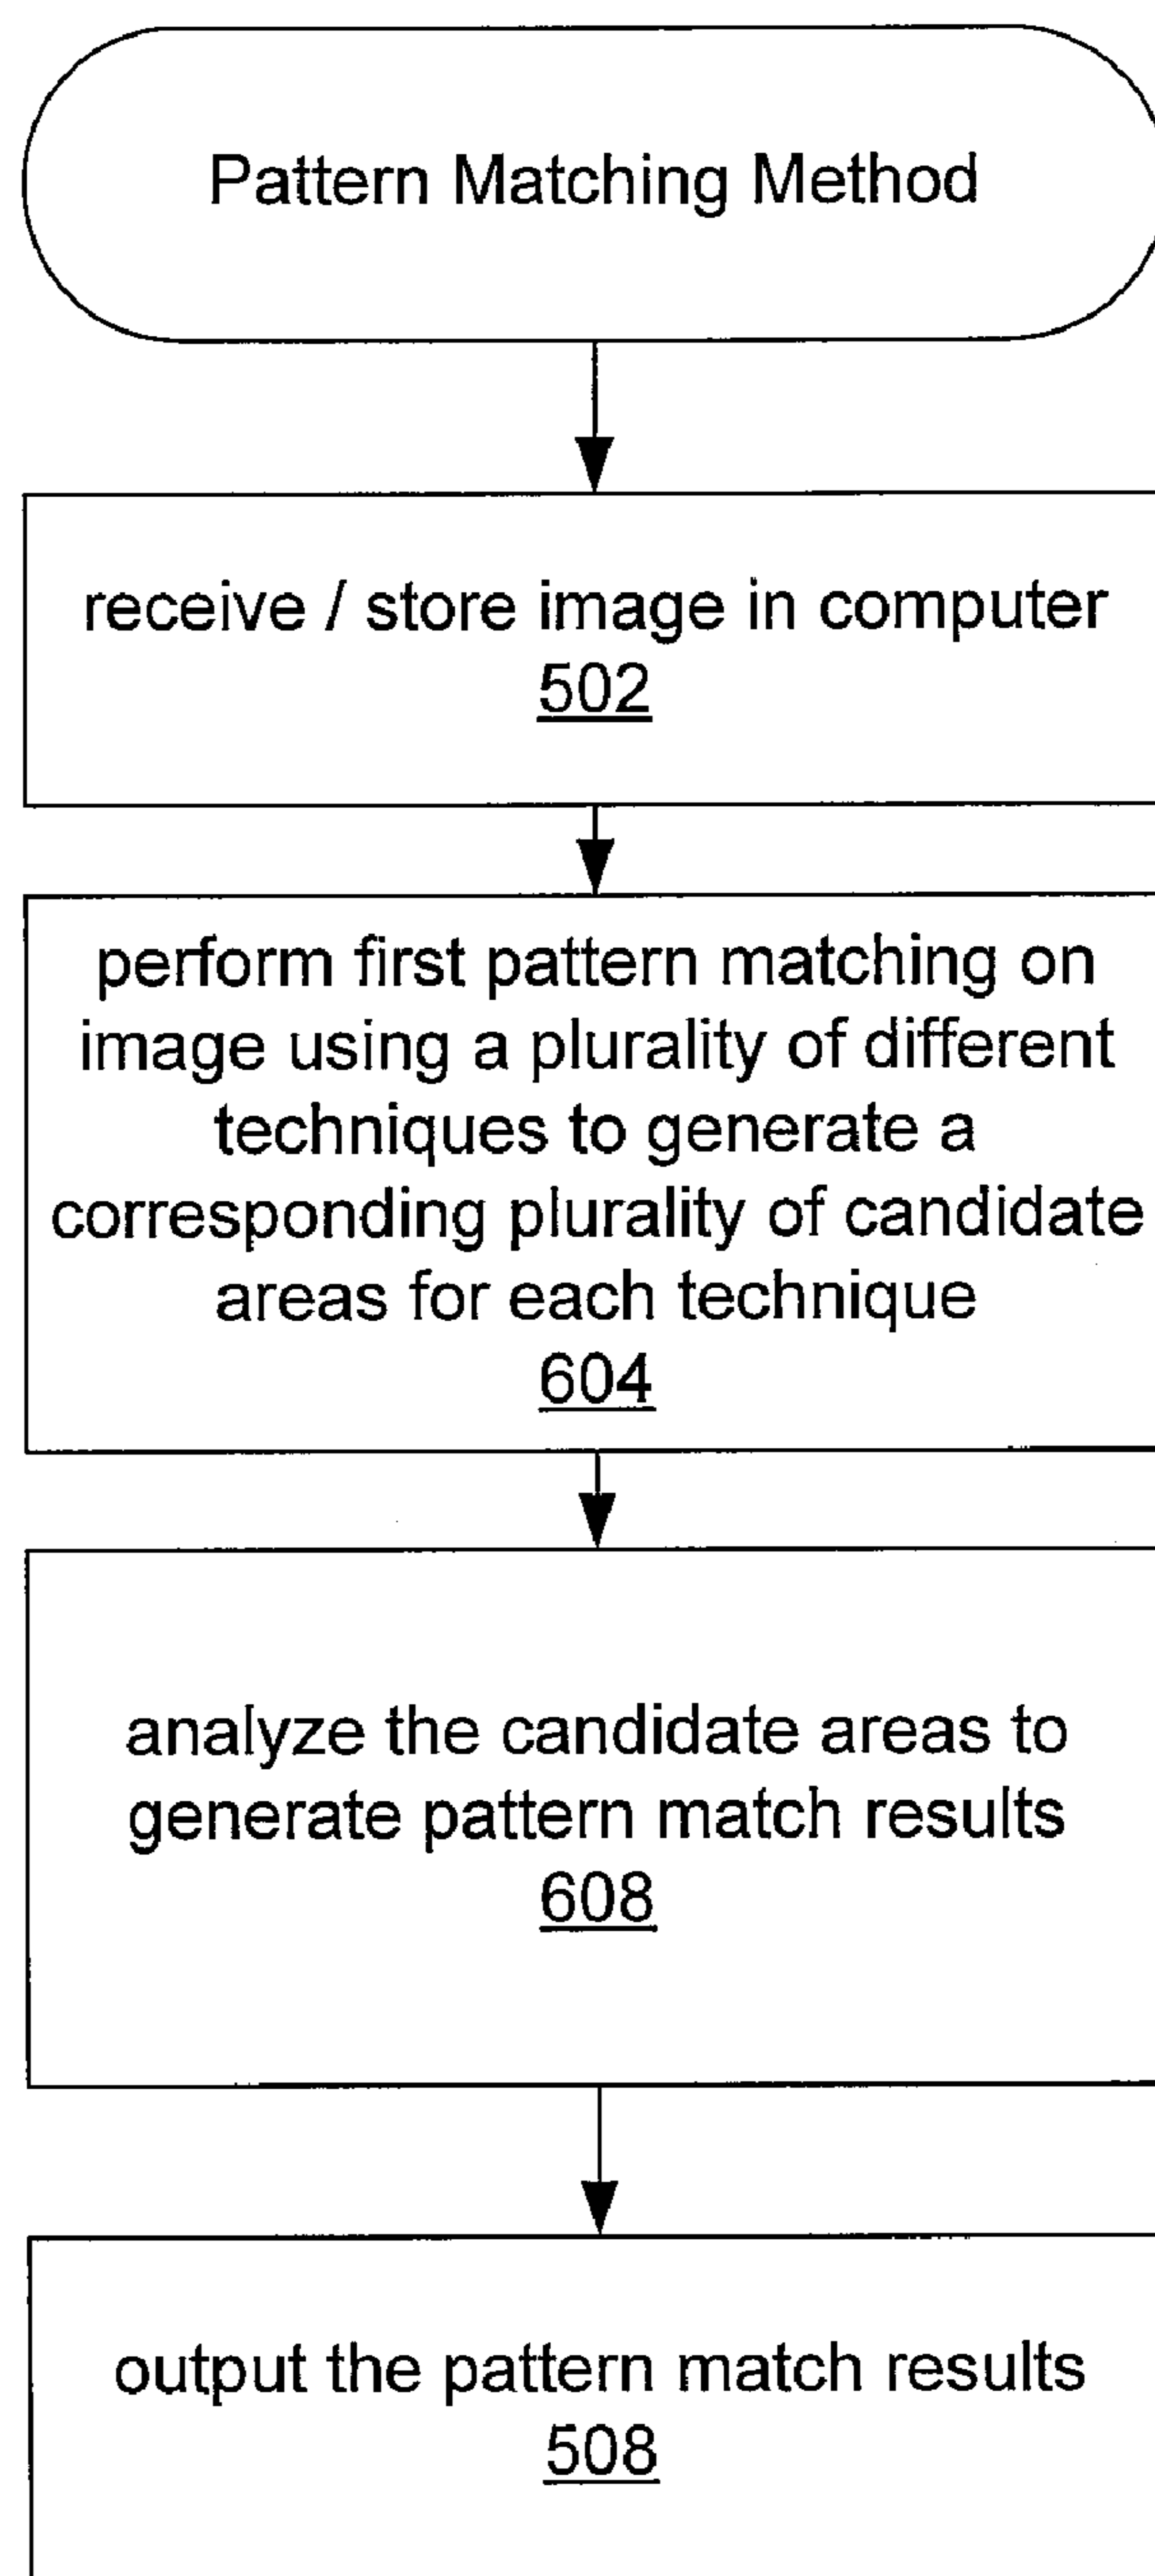 Pattern Matching Method
receive / store image in computer
502
perform first pattern matching on
image using a plurality of different
techniques to generate a
corresponding plurality of candidate
areas for each technique
604
analyze the candidate areas to
generate pattern match results
608
output the pattern match results
508